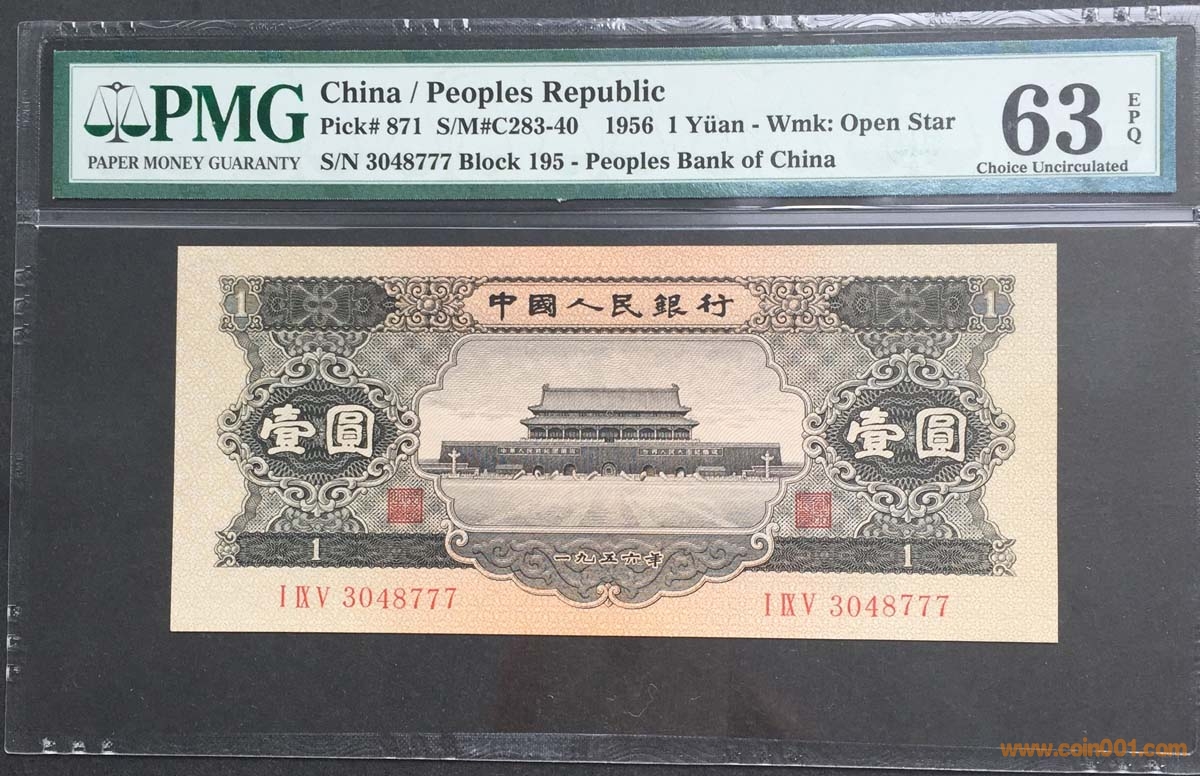 PMG
PAPER MONEY GUARANTY
China / Peoples Republic
Pick# 871 S/M#C283-40 1956 1 Yüan - Wmk: Open Star
S/N 3048777 Block 195 - Peoples Bank of China
63
EPQ
Choice Uncirculated
1 中國人民銀行 1
壹圓 壹圓
1 一九五六年 1
I IX V 3048777 I IX V 3048777
www.coin001.com